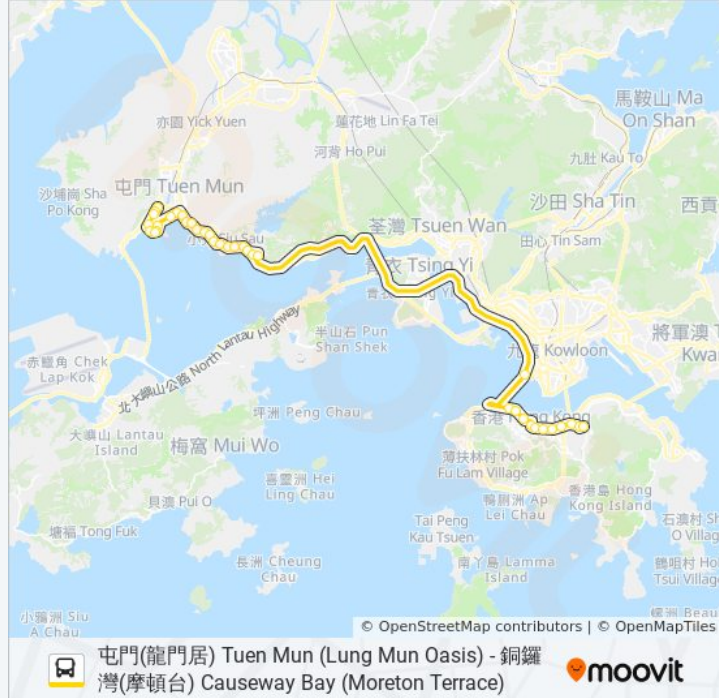 馬鞍山 Ma
On Shan
亦園 Yick Yuen
蓮花地 Lin Fa Tei
河背 Ho Pui
九肚 Kau To
屯門 Tuen Mun
沙埔崗 Sha
Po Kong
沙田 Sha Tin
西貢
荃灣 Tsuen Wan
田心 Tin Sam
小 Siu Sau
Tsing Yi
青衣
半山石 Pun
Shan Shek
將軍澳 T
Kwa
Kowloon
北大嶼山公路 North Lantau Highway
赤鱲角 Chek
Lap Kok
坪洲 Peng Chau
香港 Kong
大嶼山 Lantau
Island
梅窩 Mui Wo
薄扶林村 Pok
Fu Lam Village
喜靈洲 Hei
Ling Chau
鴨脷洲 Ap
Lei Chau
香港島 Hong
Kong Island
貝澳 Pui O
Tai Peng
Kau Tsuen
石澳村 Sh
O Villag
塘福 Tong Fuk
長洲 Cheung
Chau
南丫島 Lamma
Island
鶴咀村 Ho
Tsui Villag
小鴉洲 Siu
A Chau
螺洲 Beau
© OpenStreetMap contributors | © OpenMapTiles
屯門(龍門居) Tuen Mun (Lung Mun Oasis) - 銅鑼
灣(摩頓台) Causeway Bay (Moreton Terrace)
moovit